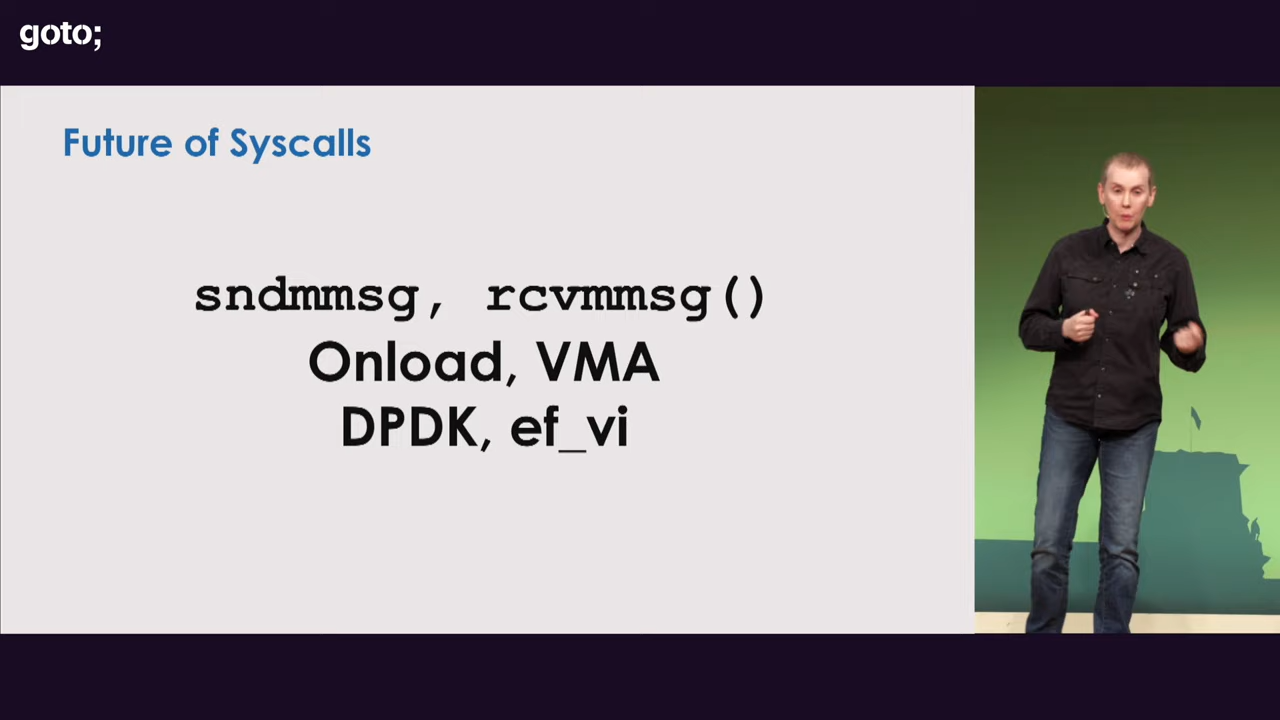 goto;
Future of Syscalls
sndmmsg, rcvmmsg()
Onload, VMA
DPDK, ef_vi